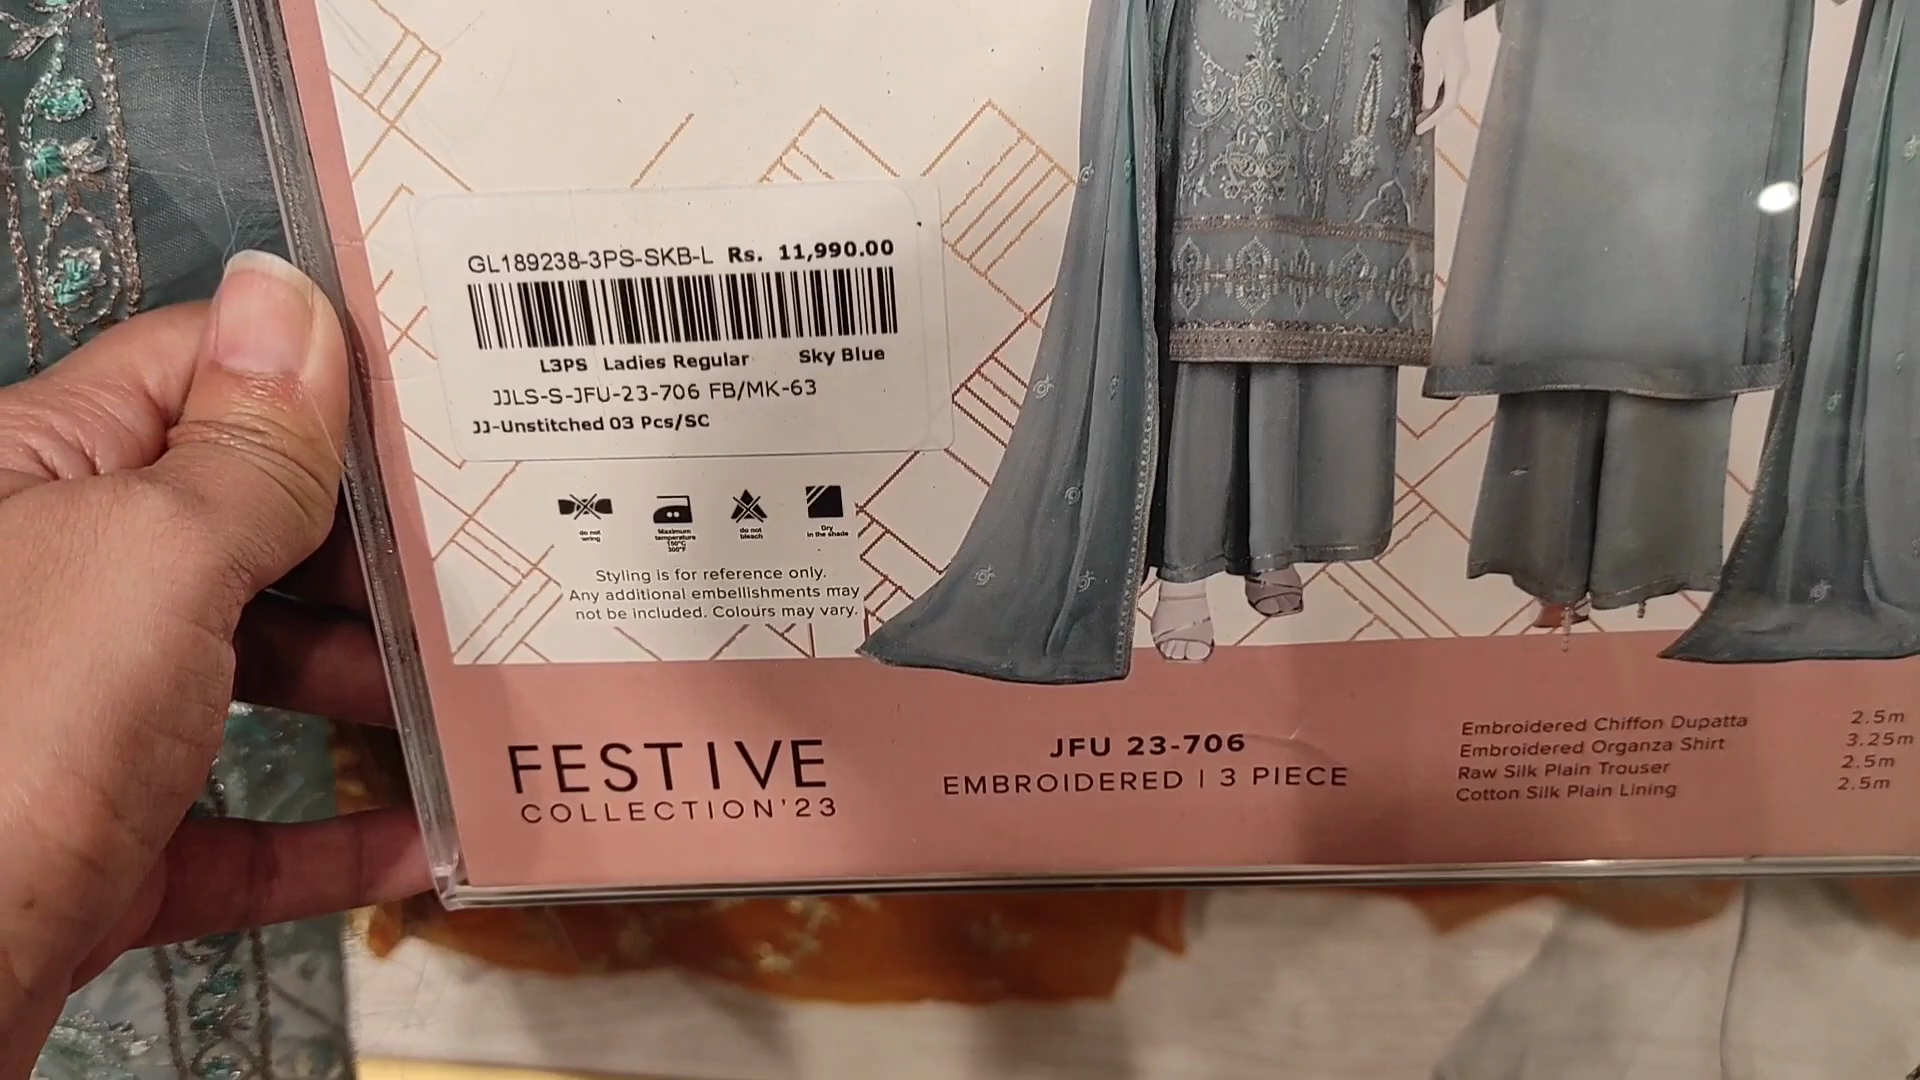 GL189238-3PS-SKB-L Rs. 11,990.00
L3PS Ladies Regular Sky Blue
JJLS-S-JFU-23-706 FB/MK-63
JJ-Unstitched 03 Pcs/SC
do not
wring
Maximum
temperature
150°C
300°F
do not
bleach
Dry
in the shade
Styling is for reference only.
Any additional embellishments may
not be included. Colours may vary.
FESTIVE
COLLECTION'23
JFU 23-706
EMBROIDERED | 3 PIECE
Embroidered Chiffon Dupatta 2.5m
Embroidered Organza Shirt 3.25m
Raw Silk Plain Trouser 2.5m
Cotton Silk Plain Lining 2.5m